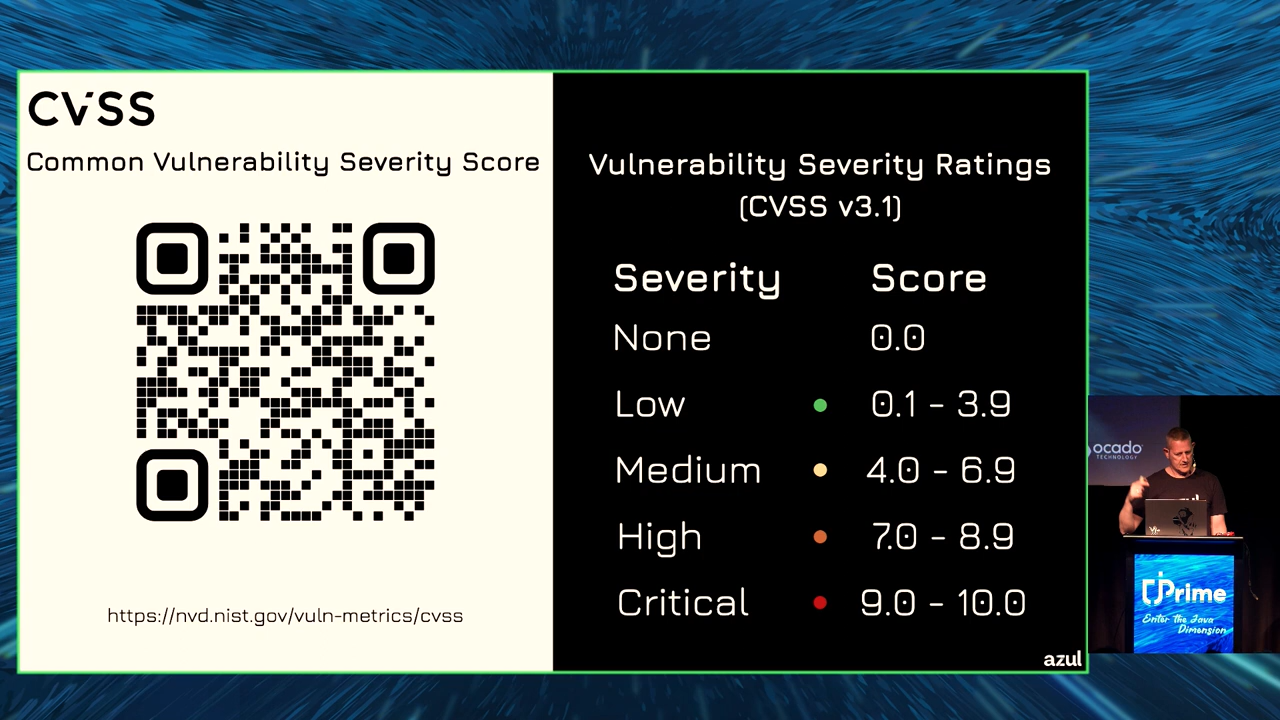 CVSS
Common Vulnerability Severity Score
https://nvd.nist.gov/vuln-metrics/cvss
Vulnerability Severity Ratings
(CVSS v3.1)
Severity Score
None 0.0
Low 0.1 - 3.9
Medium 4.0 - 6.9
High 7.0 - 8.9
Critical 9.0 - 10.0
azul
ocado
TECHNOLOGY
jPrime
Enter the Java
Dimension